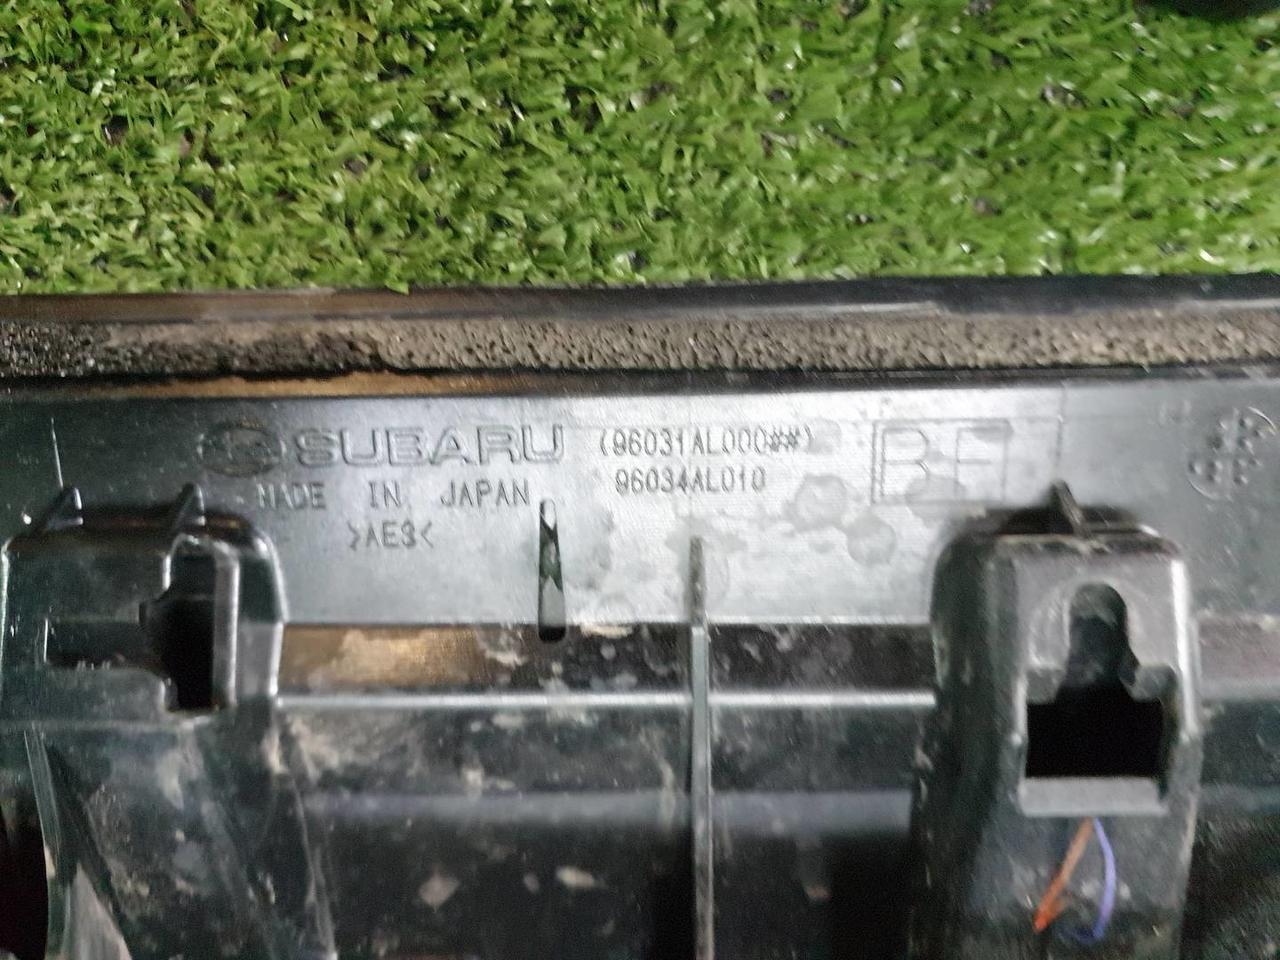 SUBARU (96031AL000##)
96034AL010
MADE IN JAPAN
>AES<